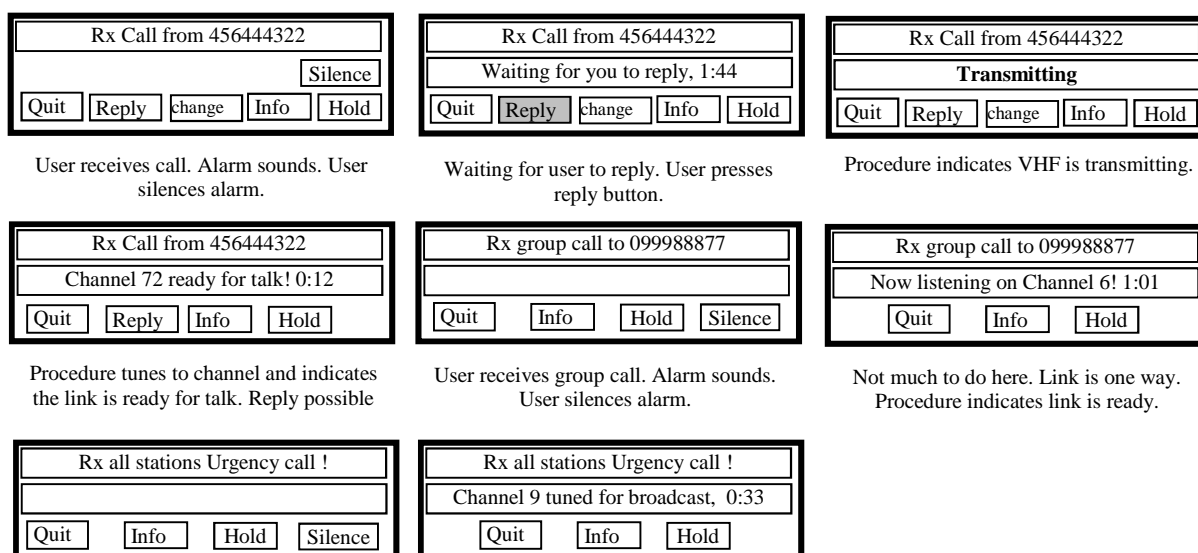 Rx Call from 456444322
Silence
Quit Reply change Info Hold
User receives call. Alarm sounds. User
silences alarm.
Rx Call from 456444322
Waiting for you to reply, 1:44
Quit Reply change Info Hold
Waiting for user to reply. User presses
reply button.
Rx Call from 456444322
Transmitting
Quit Reply change Info Hold
Procedure indicates VHF is transmitting.
Rx Call from 456444322
Channel 72 ready for talk! 0:12
Quit Reply Info Hold
Procedure tunes to channel and indicates
the link is ready for talk. Reply possible
Rx group call to 099988877
Quit Info Hold Silence
User receives group call. Alarm sounds.
User silences alarm.
Rx group call to 099988877
Now listening on Channel 6! 1:01
Quit Info Hold
Not much to do here. Link is one way.
Procedure indicates link is ready.
Rx all stations Urgency call !
Quit Info Hold Silence
Rx all stations Urgency call !
Channel 9 tuned for broadcast, 0:33
Quit Info Hold